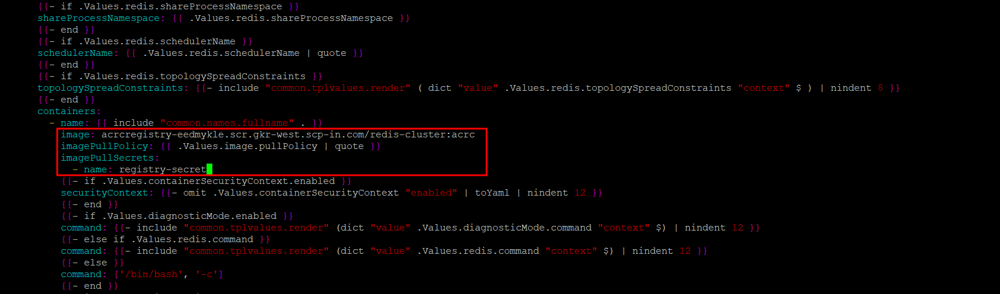 {{- if .Values.redis.shareProcessNamespace }}
shareProcessNamespace: {{ .Values.redis.shareProcessNamespace }}
{{- end }}
{{- if .Values.redis.schedulerName }}
schedulerName: {{ .Values.redis.schedulerName | quote }}
{{- end }}
{{- if .Values.redis.topologySpreadConstraints }}
topologySpreadConstraints: {{- include "common.tplvalues.render" ( dict "value" .Values.redis.topologySpreadConstraints "context" $ ) | nindent 8 }}
{{- end }}
containers:
- name: {{ include "common.names.fullname" . }}
image: acrcregistry-eedmykle.scr.gkr-west.scp-in.com/redis-cluster:acrc
imagePullPolicy: {{ .Values.image.pullPolicy | quote }}
imagePullSecrets:
- name: registry-secret
{{- if .Values.containerSecurityContext.enabled }}
securityContext: {{- omit .Values.containerSecurityContext "enabled" | toYaml | nindent 12 }}
{{- end }}
{{- if .Values.diagnosticMode.enabled }}
command: {{- include "common.tplvalues.render" (dict "value" .Values.diagnosticMode.command "context" $) | nindent 12 }}
{{- else if .Values.redis.command }}
command: {{- include "common.tplvalues.render" (dict "value" .Values.redis.command "context" $) | nindent 12 }}
{{- else }}
command: ['/bin/bash', '-c']
{{- end }}